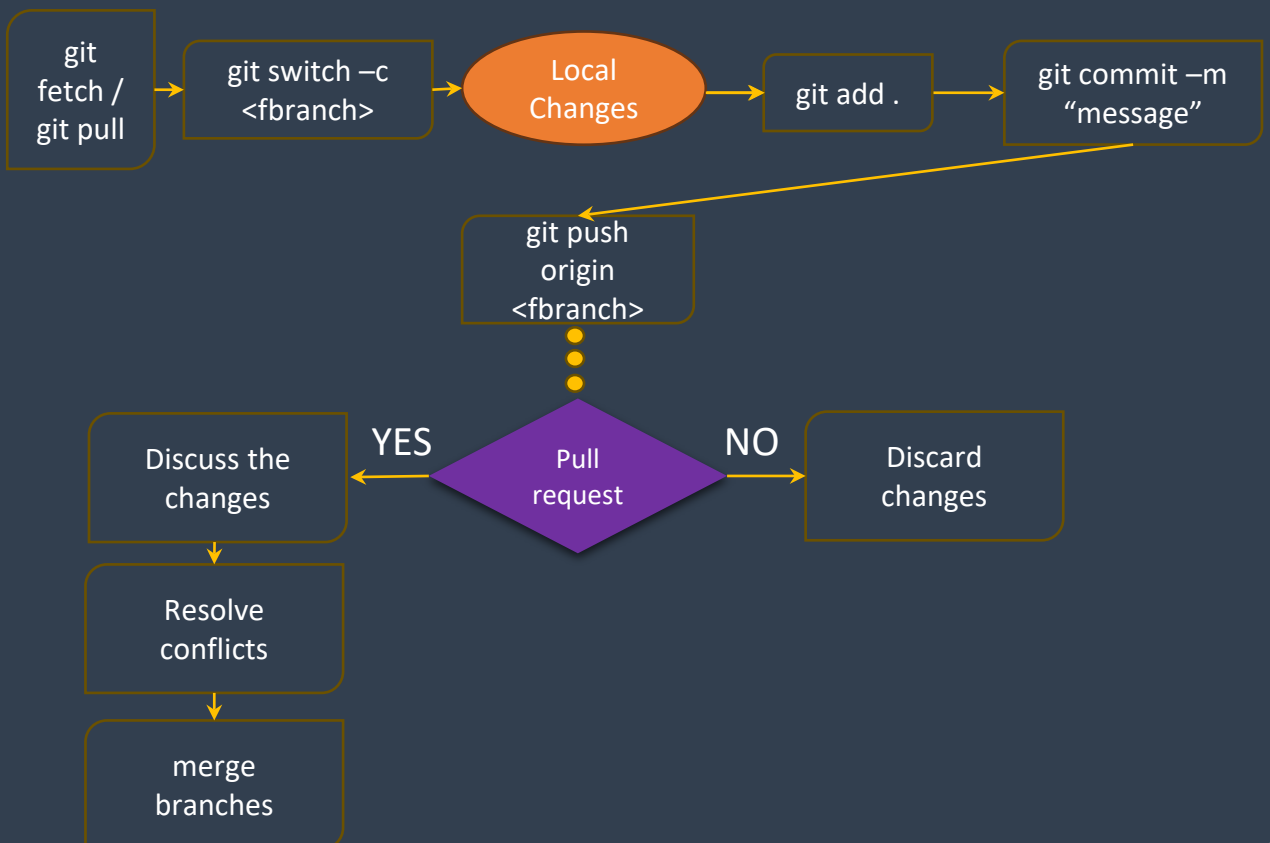 git
fetch /
git pull
git switch –c
<fbranch>
Local
Changes
git add .
git commit –m
“message”
git push
origin
<fbranch>
YES
Pull
request
NO
Discuss the
changes
Discard
changes
Resolve
conflicts
merge
branches